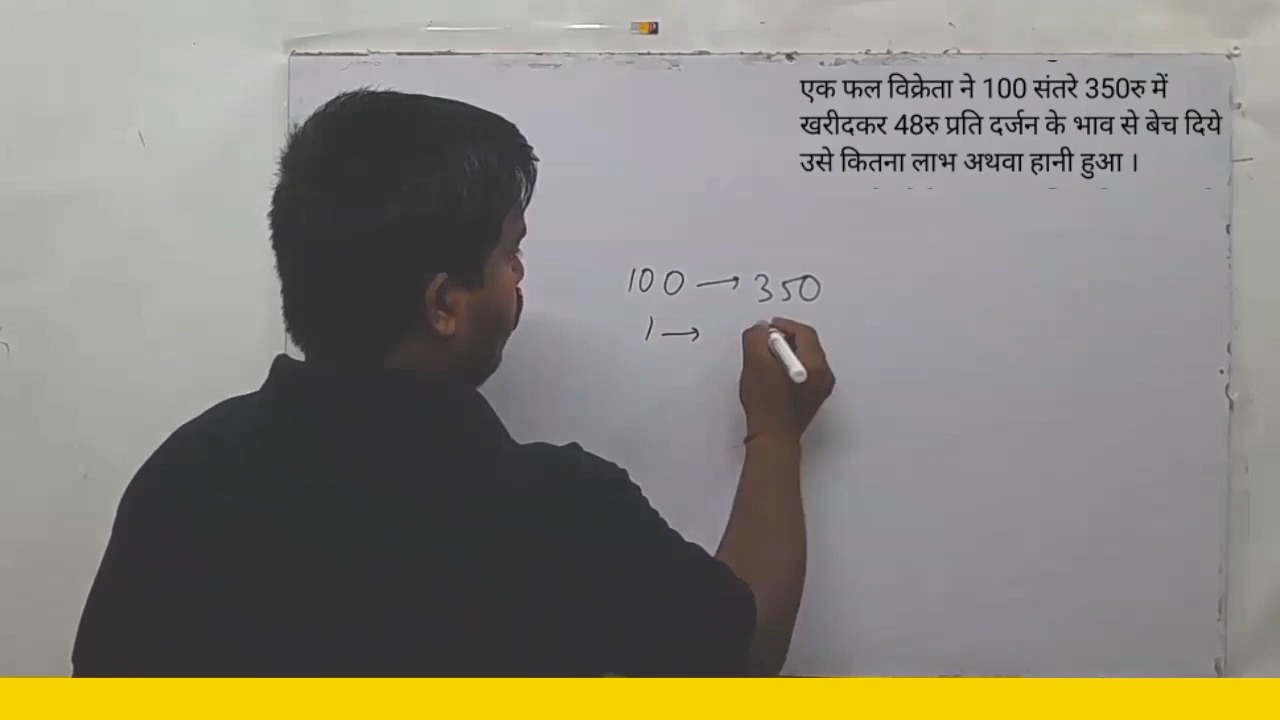 एक फल विक्रेता ने 100 संतरे 350रु में
खरीदकर 48रु प्रति दर्जन के भाव से बेच दिये
उसे कितना लाभ अथवा हानी हुआ ।
100 → 350
1 →